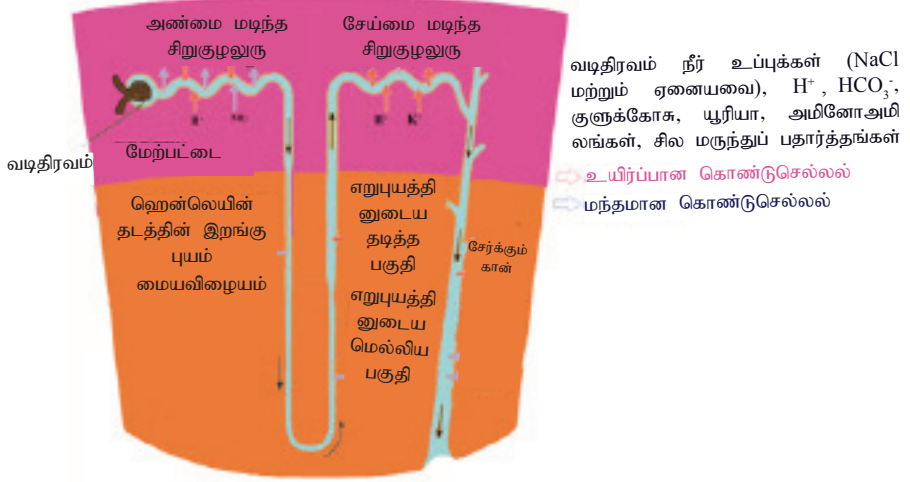 அண்மை மடிந்த
சிறுகுழலுரு
சேய்மை மடிந்த
சிறுகுழலுரு
வடிதிரவம் நீர் உப்புக்கள் (NaCl
மற்றும் ஏனையவை), H⁺ , HCO₃⁻,
குளுக்கோசு, யூரியா, அமினோஅமி
லங்கள், சில மருந்துப் பதார்த்தங்கள்
உயிர்ப்பான கொண்டுசெல்லல்
மந்தமான கொண்டுசெல்லல்
வடிதிரவம்
மேற்பட்டை
ஹென்லெயின்
தடத்தின் இறங்கு
புயம்
மையவிழையம்
எறுபுயத்தி
னுடைய
தடித்த
பகுதி
எறுபுயத்தி
னுடைய
மெல்லிய
பகுதி
சேர்க்கும்
கான்